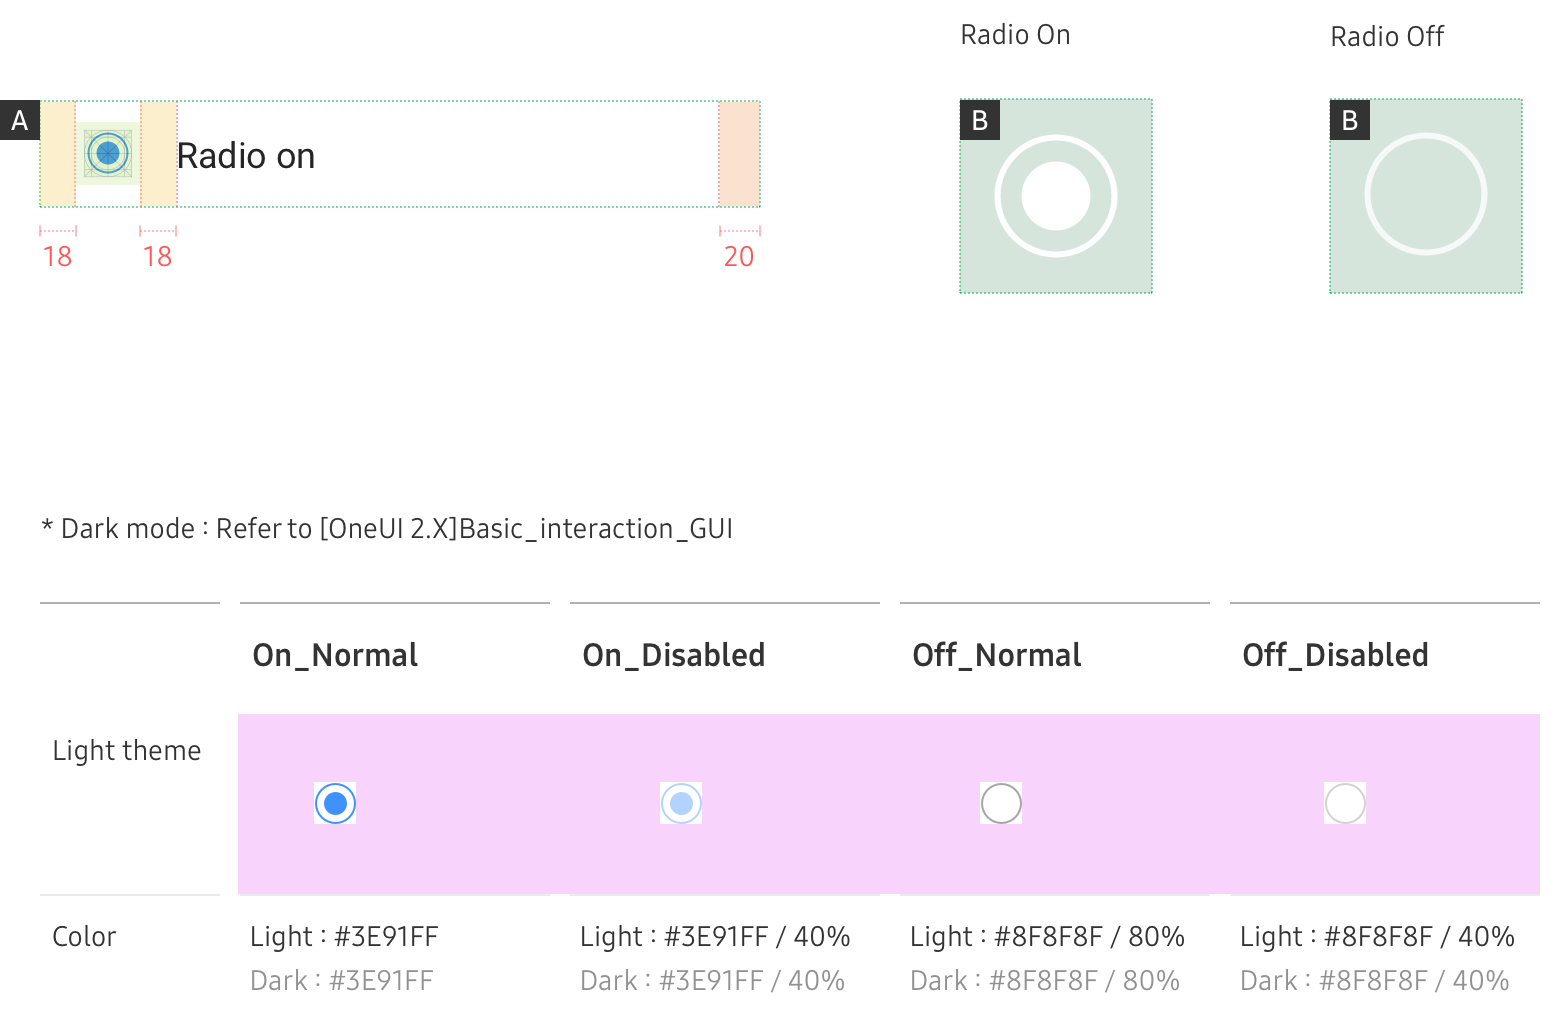 Radio On
Radio Off
A
Radio on
B
B
18
18
20
* Dark mode : Refer to [OneUI 2.X]Basic_interaction_GUI
On_Normal
On_Disabled
Off_Normal
Off_Disabled
Light theme
Color
Light : #3E91FF
Light : #3E91FF / 40%
Light : #8F8F8F / 80%
Light : #8F8F8F / 40%
Dark : #3E91FF
Dark : #3E91FF / 40%
Dark : #8F8F8F / 80%
Dark : #8F8F8F / 40%